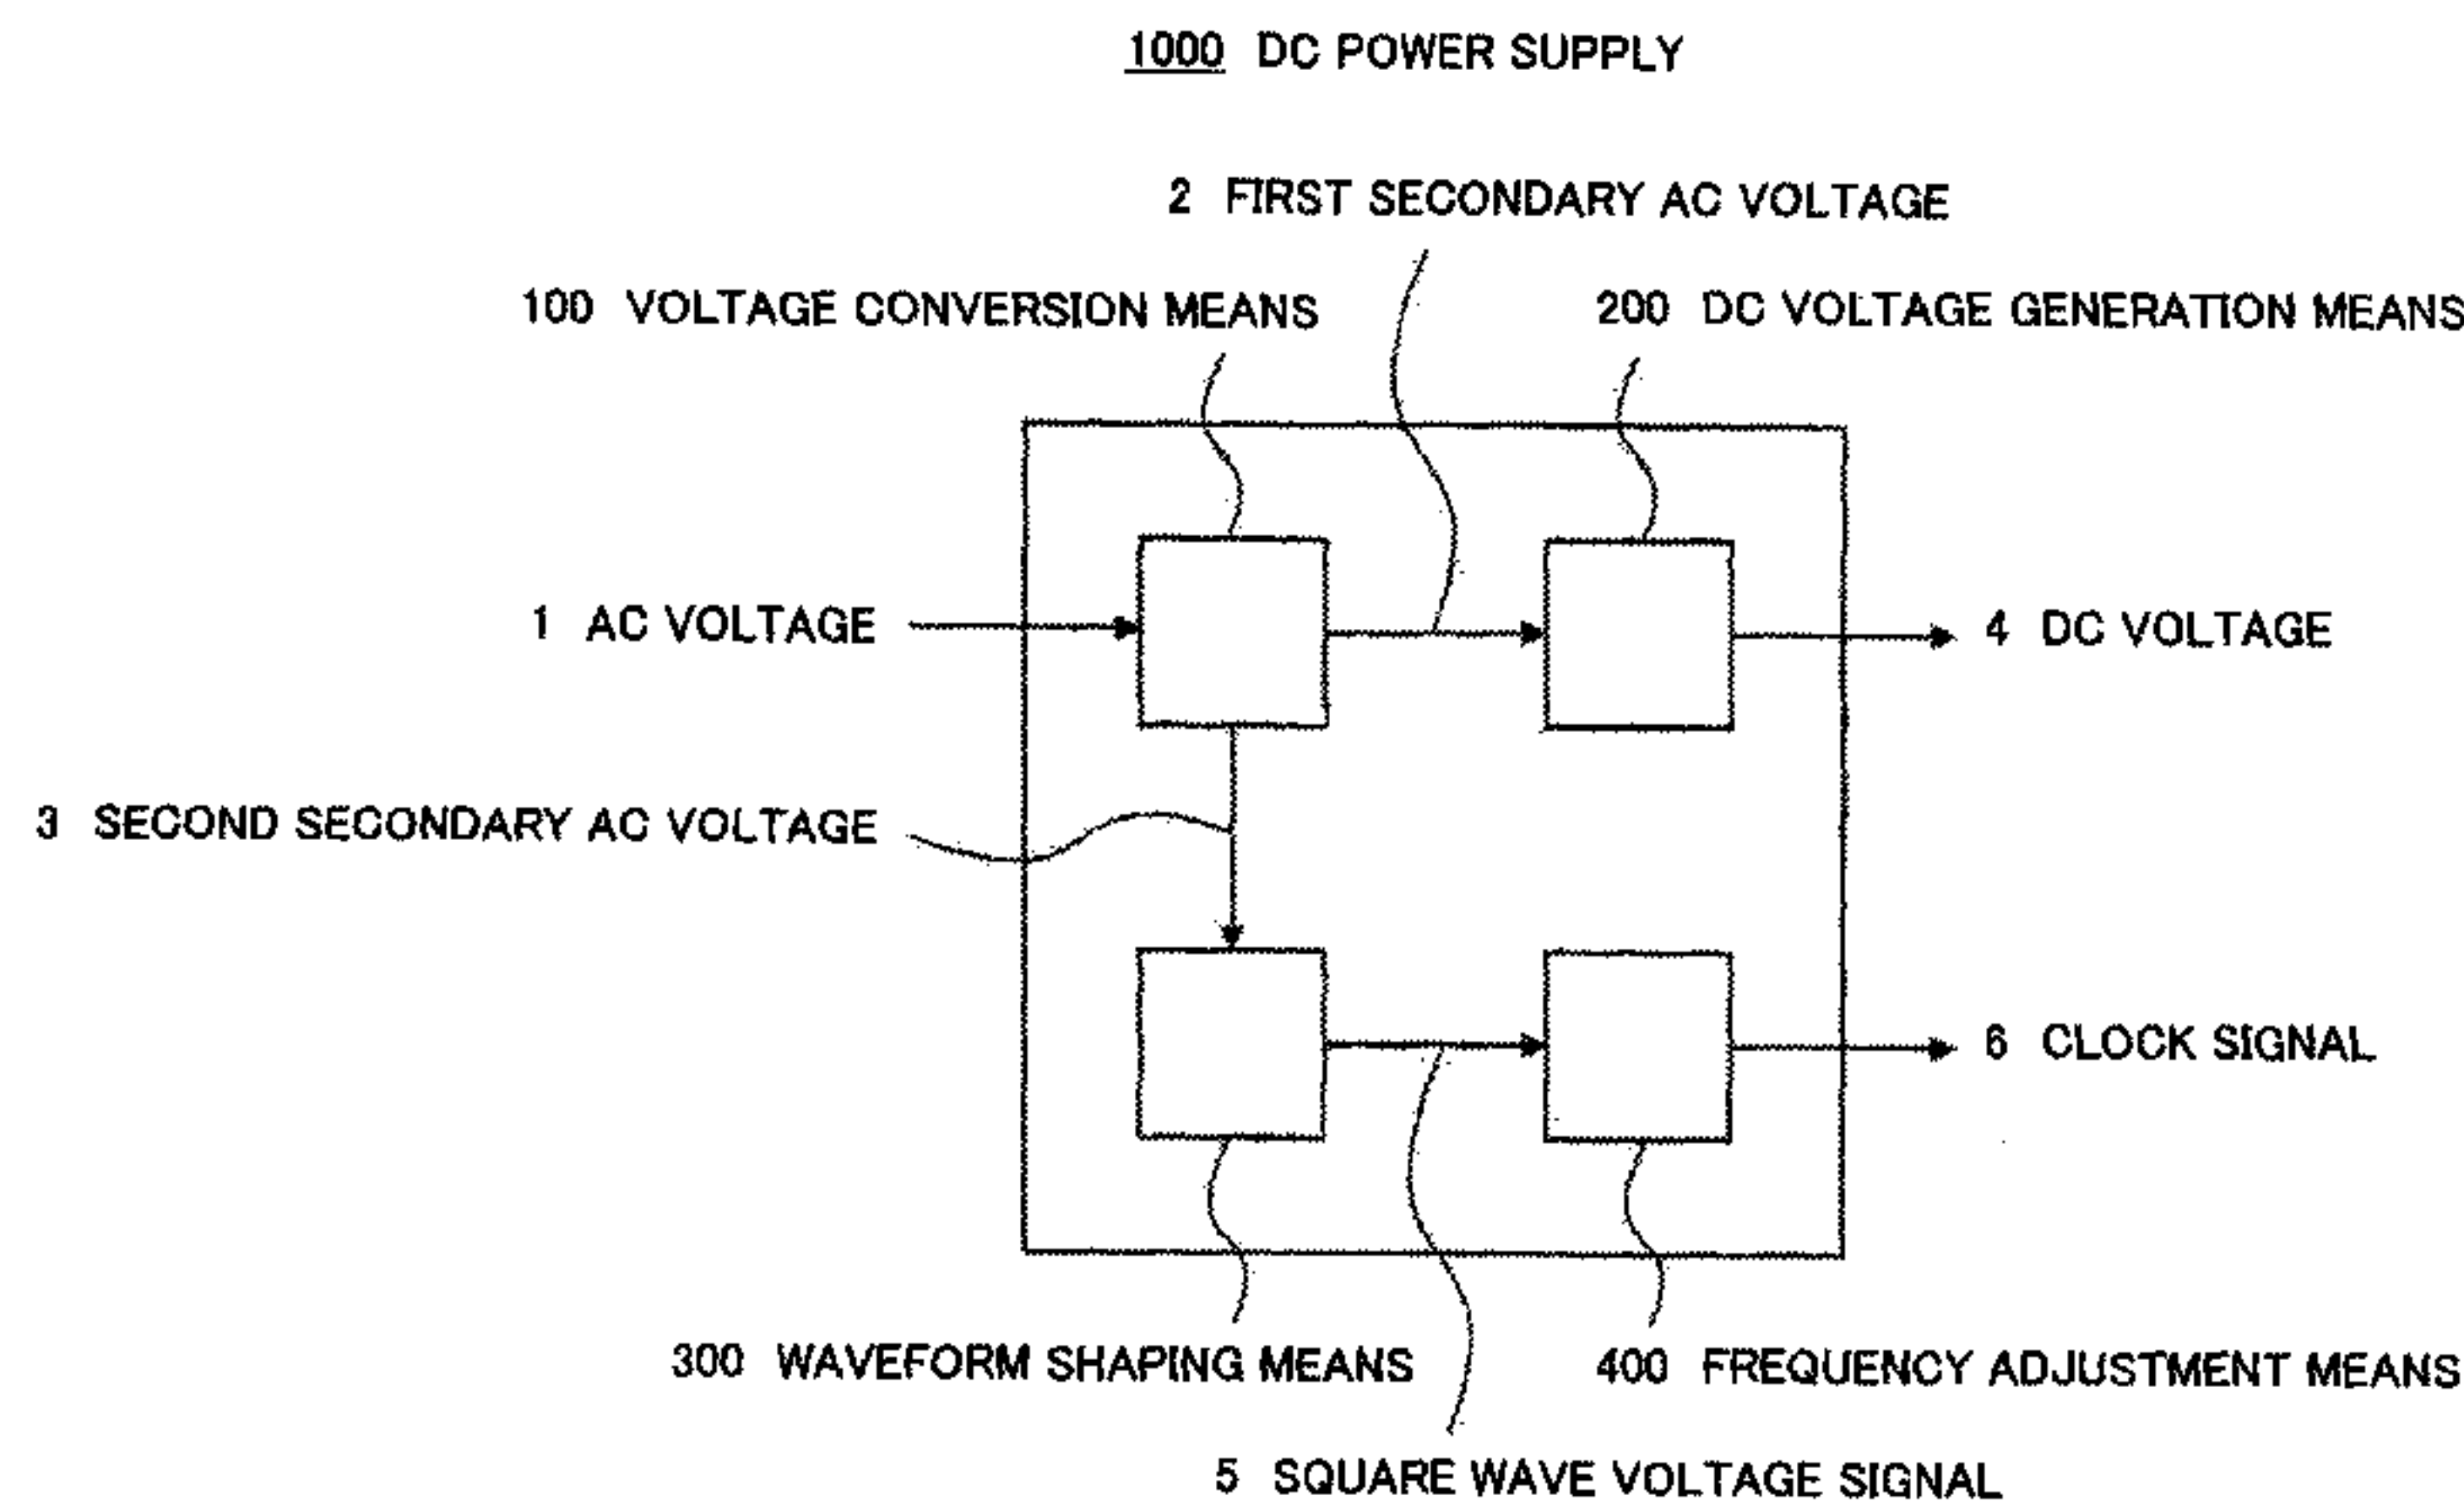 1000 DC POWER SUPPLY
2 FIRST SECONDARY AC VOLTAGE
100 VOLTAGE CONVERSION MEANS
200 DC VOLTAGE GENERATION MEANS
1 AC VOLTAGE
4 DC VOLTAGE
3 SECOND SECONDARY AC VOLTAGE
6 CLOCK SIGNAL
300 WAVEFORM SHAPING MEANS
400 FREQUENCY ADJUSTMENT MEANS
5 SQUARE WAVE VOLTAGE SIGNAL